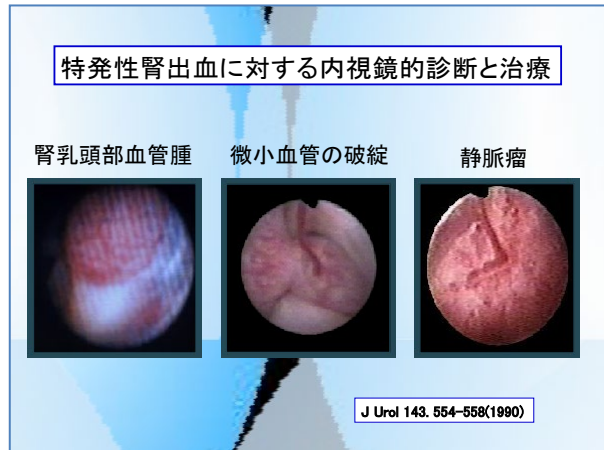 特発性腎出血に対する内視鏡的診断と治療
腎乳頭部血管腫
微小血管の破綻
静脈瘤
J Urol 143. 554-558(1990)